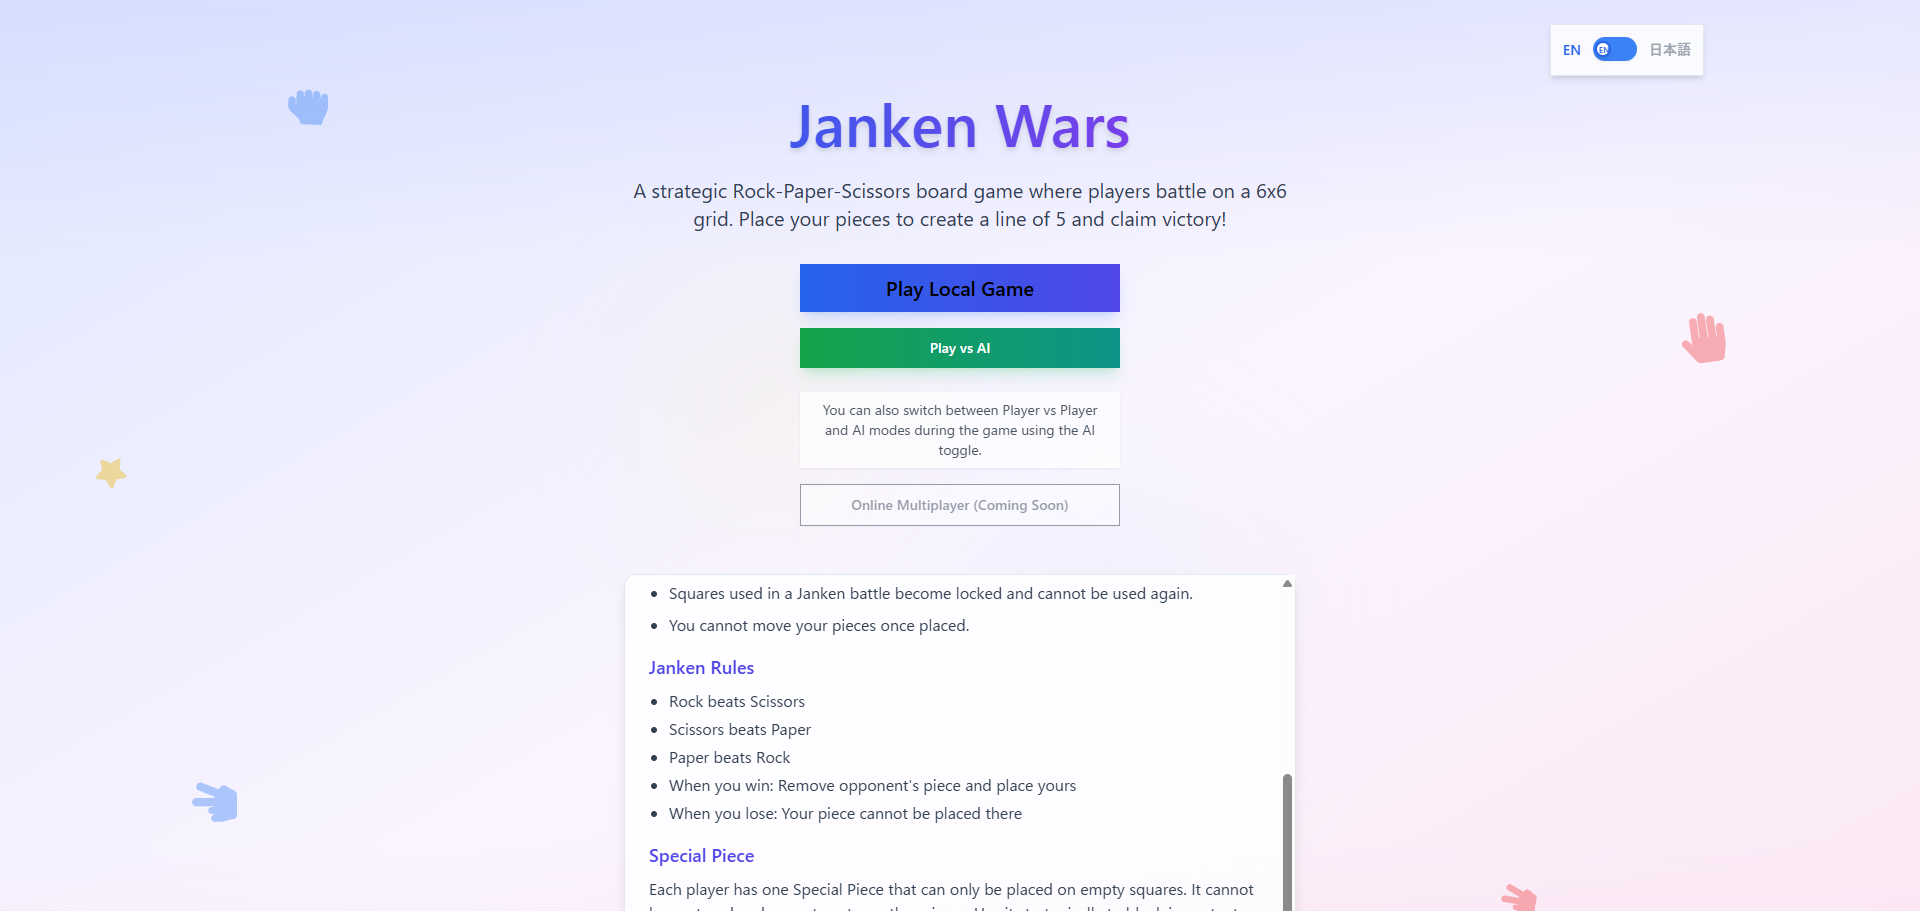 EN
EN
日本語
Janken Wars
A strategic Rock-Paper-Scissors board game where players battle on a 6x6
grid. Place your pieces to create a line of 5 and claim victory!
Play Local Game
Play vs AI
You can also switch between Player vs Player
and AI modes during the game using the AI
toggle.
Online Multiplayer (Coming Soon)
Squares used in a Janken battle become locked and cannot be used again.
You cannot move your pieces once placed.
Janken Rules
Rock beats Scissors
Scissors beats Paper
Paper beats Rock
When you win: Remove opponent's piece and place yours
When you lose: Your piece cannot be placed there
Special Piece
Each player has one Special Piece that can only be placed on empty squares. It cannot